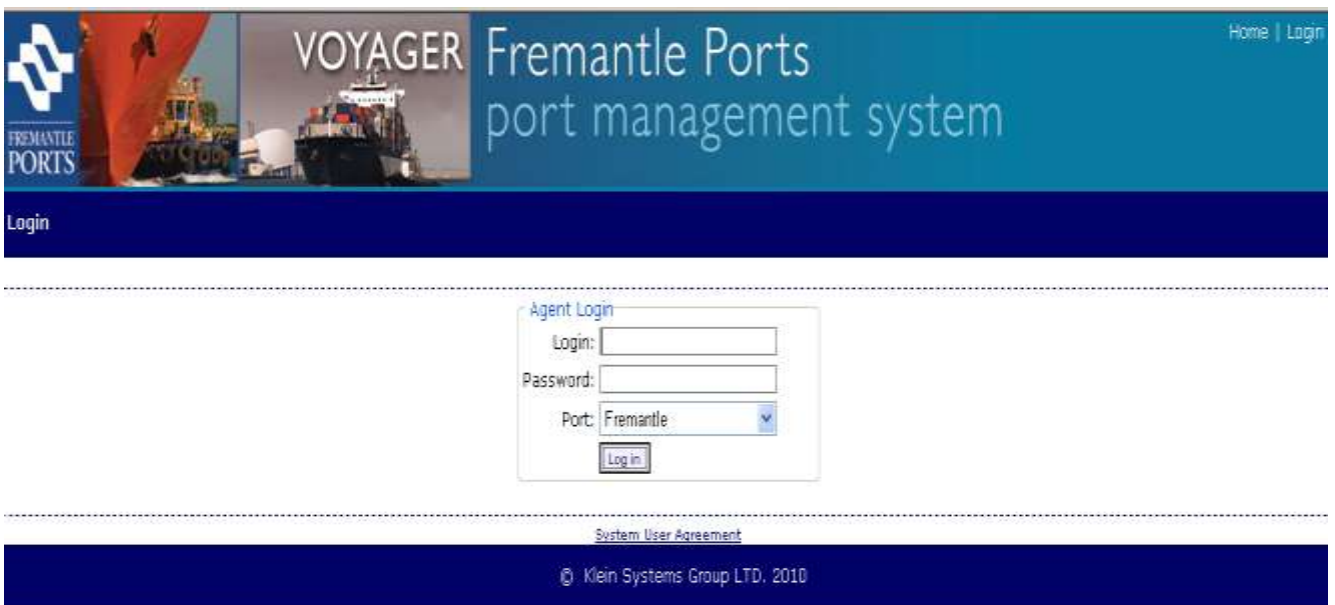 Home | Login
VOYAGER
Fremantle Ports
port management system
FREMANTLE
PORTS
Login
Agent Login
Login:
Password:
Port: Fremantle
Log in
System User Agreement
© Klein Systems Group LTD. 2010